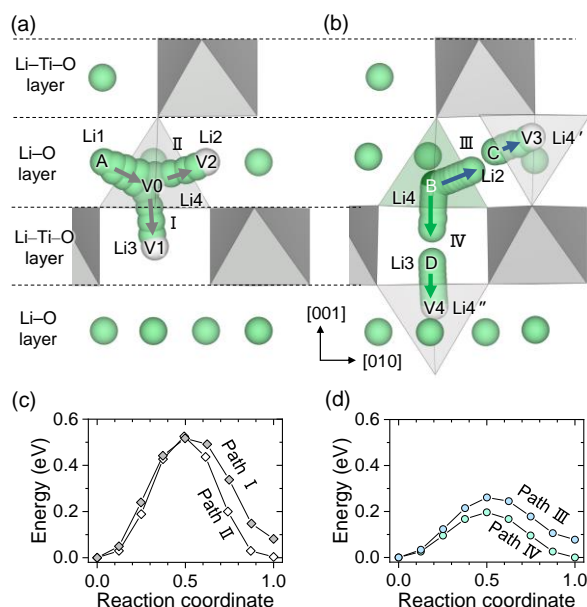 (a)
(b)
Li–Ti–O
layer
Li–O
layer
Li–Ti–O
layer
Li–O
layer
Li1
A
II
Li2
V2
V0
Li4
I
Li3
V1
III
C
V3
Li4′
B
Li2
Li4
IV
Li3
D
V4
Li4″
[001]
[010]
(c)
(d)
0.6
0.4
0.2
0.0
Energy (eV)
Path I
Path II
0.0 0.5 1.0
Reaction coordinate
0.6
0.4
0.2
0.0
Energy (eV)
Path III
Path IV
0.0 0.5 1.0
Reaction coordinate